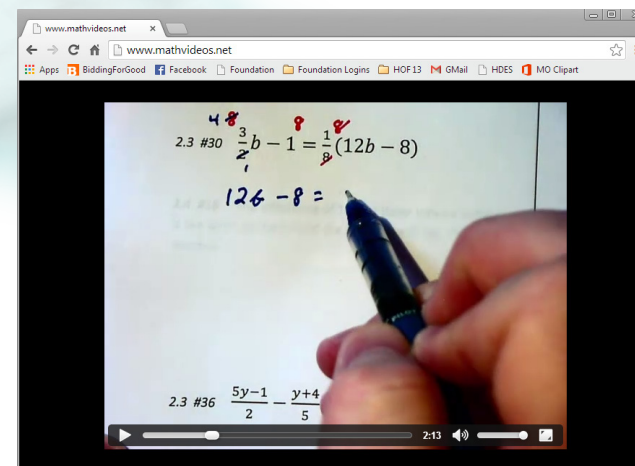 www.mathvideos.net
www.mathvideos.net
Apps BiddingForGood Facebook Foundation Foundation Logins HOF 13 GMail HDES MO Clipart
4 8 8 8
2.3 #30 3/2 b − 1 = 1/8 (12b − 8)
1
12b − 8 =
2.3 #36 5y−1/2 − y+4/5
2:13